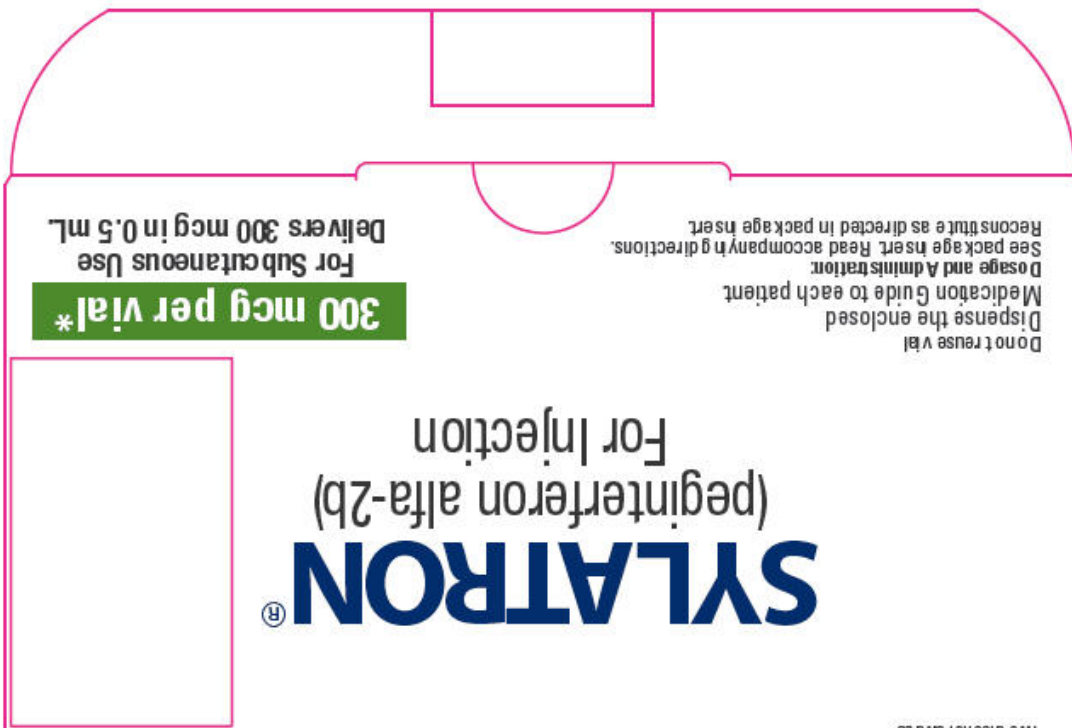 SYLATRON®
(peginterferon alfa-2b)
For Injection
Do not reuse vial
Dispense the enclosed
Medication Guide to each patient
Dosage and Administration:
See package insert. Read accompanying directions.
Reconstitute as directed in package insert.
300 mcg per vial*
For Subcutaneous Use
Delivers 300 mcg in 0.5 mL